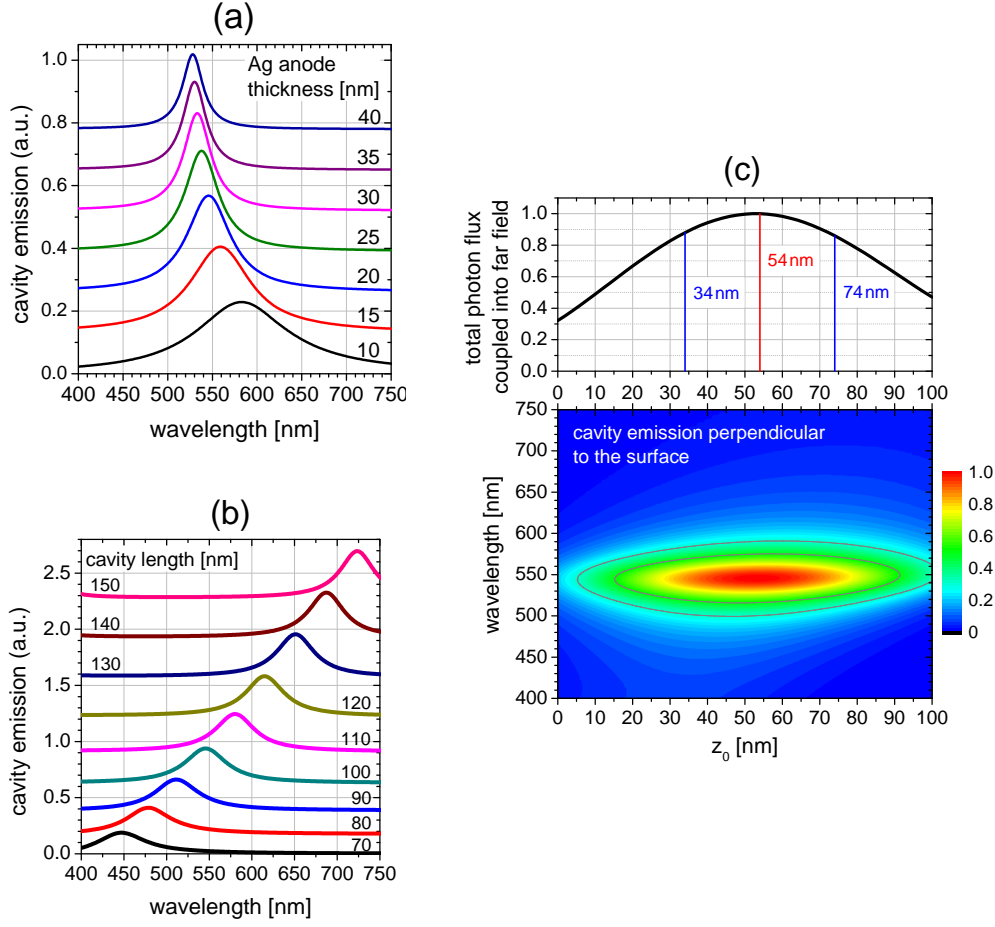 (a)
Ag anode
thickness [nm]
40
35
30
25
20
15
10
1.0
0.8
0.6
0.4
0.2
0.0
400 450 500 550 600 650 700 750
cavity emission (a.u.)
wavelength [nm]
(b)
cavity length [nm]
150
140
130
120
110
100
90
80
70
2.5
2.0
1.5
1.0
0.5
0.0
400 450 500 550 600 650 700 750
cavity emission (a.u.)
wavelength [nm]
(c)
total photon flux
coupled into far field
1.0
0.8
0.6
0.4
0.2
0.0
54 nm
34 nm
74 nm
0 10 20 30 40 50 60 70 80 90 100
cavity emission perpendicular
to the surface
750
700
650
600
550
500
450
400
wavelength [nm]
0 10 20 30 40 50 60 70 80 90 100
z₀ [nm]
1.0
0.8
0.6
0.4
0.2
0